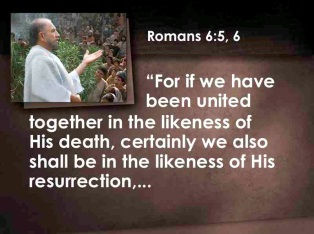 Romans 6:5, 6
“For if we have
been united
together in the likeness of
His death, certainly we also
shall be in the likeness of His
resurrection,...